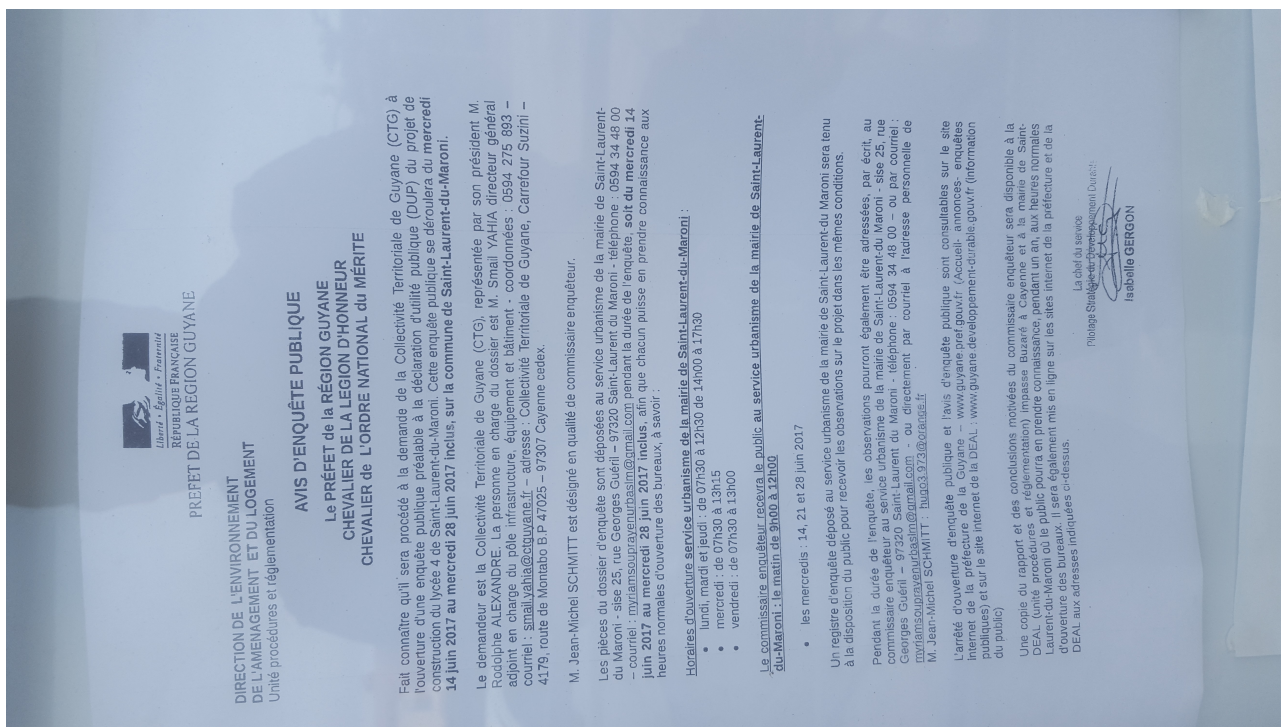 Liberté • Égalité • Fraternité
RÉPUBLIQUE FRANÇAISE
PREFET DE LA REGION GUYANE
DIRECTION DE L'ENVIRONNEMENT
DE L'AMENAGEMENT ET DU LOGEMENT
Unité procédures et réglementation
AVIS D'ENQUÊTE PUBLIQUE
Le PRÉFET de la RÉGION GUYANE
CHEVALIER DE LA LEGION D'HONNEUR
CHEVALIER de L'ORDRE NATIONAL du MÉRITE
Fait connaître qu'il sera procédé à la demande de la Collectivité Territoriale de Guyane (CTG) à
l'ouverture d'une enquête publique préalable à la déclaration d'utilité publique (DUP) du projet de
construction du lycée 4 de Saint-Laurent-du-Maroni. Cette enquête publique se déroulera du mercredi
14 juin 2017 au mercredi 28 juin 2017 inclus, sur la commune de Saint-Laurent-du-Maroni.
Le demandeur est la Collectivité Territoriale de Guyane (CTG), représentée par son président M.
Rodolphe ALEXANDRE. La personne en charge du dossier est M. Smail YAHIA directeur général
adjoint en charge du pôle infrastructure, équipement et bâtiment - coordonnées : 0594 275 893 –
courriel : smail.yahia@ctguyane.fr – adresse : Collectivité Territoriale de Guyane, Carrefour Suzini –
4179, route de Montabo B.P 47025 – 97307 Cayenne cedex.
M. Jean-Michel SCHMITT est désigné en qualité de commissaire enquêteur.
Les pièces du dossier d'enquête sont déposées au service urbanisme de la mairie de Saint-Laurent-
du Maroni - sise 25, rue Georges Guéril – 97320 Saint-Laurent du Maroni - téléphone : 0594 34 48 00
– courriel : myriamsouprayenurbasim@gmail.com pendant la durée de l'enquête, soit du mercredi 14
juin 2017 au mercredi 28 juin 2017 inclus, afin que chacun puisse en prendre connaissance aux
heures normales d'ouverture des bureaux, à savoir :
Horaires d'ouverture service urbanisme de la mairie de Saint-Laurent-du-Maroni :
• lundi, mardi et jeudi : de 07h30 à 12h30 de 14h00 à 17h30
• mercredi : de 07h30 à 13h15
• vendredi : de 07h30 à 13h00
Le commissaire enquêteur recevra le public au service urbanisme de la mairie de Saint-Laurent-
du-Maroni : le matin de 9h00 à 12h00
• les mercredis : 14, 21 et 28 juin 2017
Un registre d'enquête déposé au service urbanisme de la mairie de Saint-Laurent-du Maroni sera tenu
à la disposition du public pour recevoir les observations sur le projet dans les mêmes conditions.
Pendant la durée de l'enquête, les observations pourront également être adressées, par écrit, au
commissaire enquêteur au service urbanisme de la mairie de Saint-Laurent du Maroni - sise 25, rue
Georges Guéril – 97320 Saint-Laurent du Maroni - téléphone : 0594 34 48 00 – ou par courriel :
myriamsouprayenurbasim@gmail.com - ou directement par courriel à l'adresse personnelle de
M. Jean-Michel SCHMITT : hugo3.973@orange.fr
L'arrêté d'ouverture d'enquête publique et l'avis d'enquête publique sont consultables sur le site
Internet de la préfecture de la Guyane – www.guyane.pref.gouv.fr (Accueil- annonces- enquêtes
publiques) et sur le site internet de la DEAL : www.guyane.developpement-durable.gouv.fr (information
du public)
Une copie du rapport et des conclusions motivées du commissaire enquêteur sera disponible à la
DEAL (unité procédures et réglementation) impasse Buzaré à Cayenne et à la mairie de Saint-
Laurent-du-Maroni où le public pourra en prendre connaissance, pendant un an, aux heures normales
d'ouverture des bureaux. Il sera également mis en ligne sur les sites internet de la préfecture et de la
DEAL aux adresses indiquées ci-dessus.
La chef du service
Pilotage Stratégie du Développement Durable
Isabelle GERGON